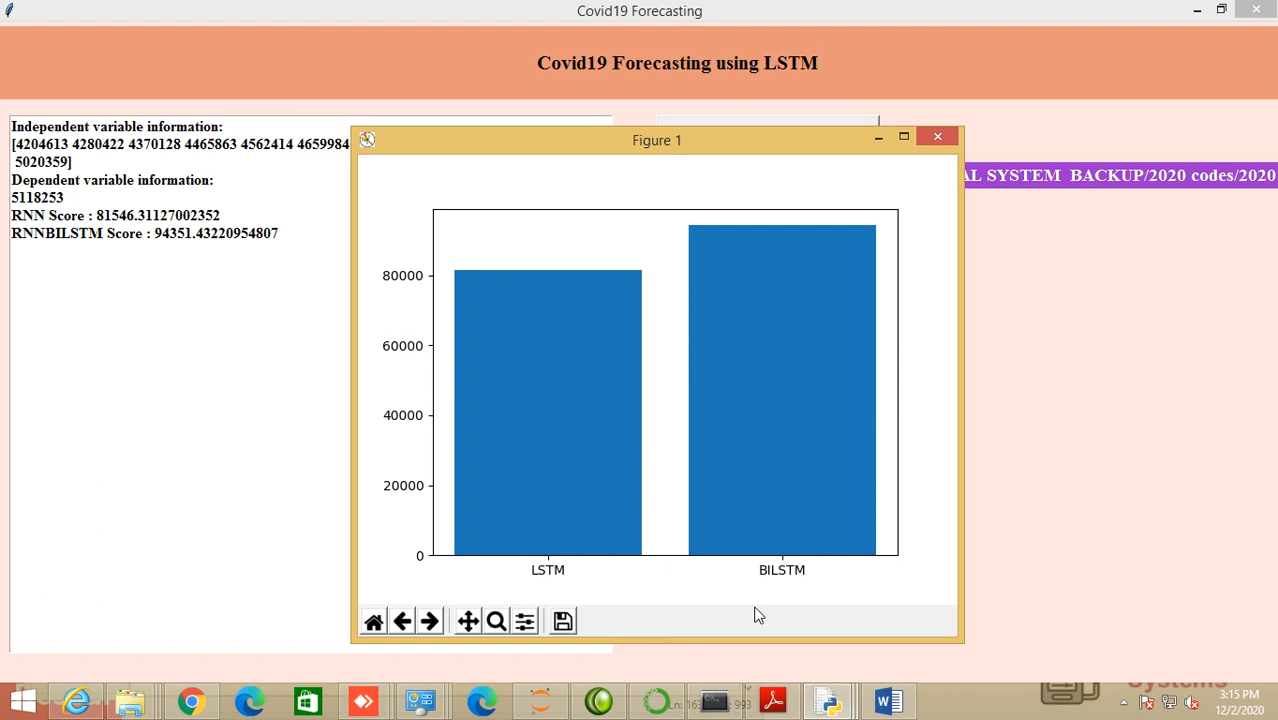 Covid19 Forecasting
Covid19 Forecasting using LSTM
Independent variable information:
[4204613 4280422 4370128 4465863 4562414 4659984
5020359]
Dependent variable information:
5118253
RNN Score : 81546.31127002352
RNNBILSTM Score : 94351.43220954807
AL SYSTEM BACKUP/2020 codes/2020
Figure 1
80000
60000
40000
20000
0
LSTM
BILSTM
Systems
3:15 PM
12/2/2020